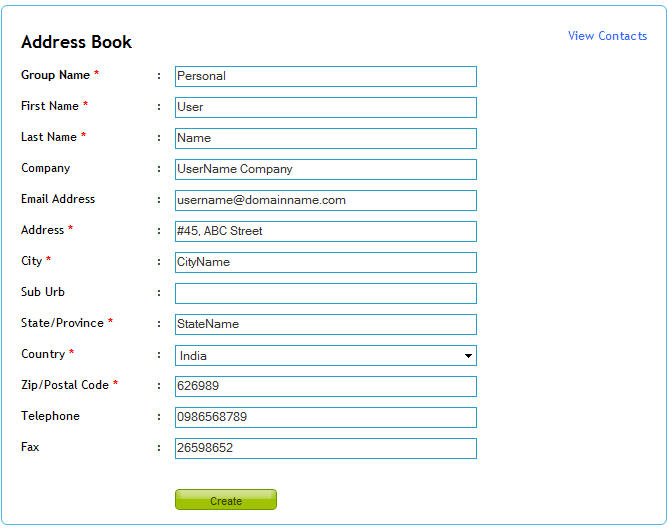 Address Book
View Contacts
Group Name * : Personal
First Name * : User
Last Name * : Name
Company : UserName Company
Email Address : username@domainname.com
Address * : #45, ABC Street
City * : CityName
Sub Urb :
State/Province * : StateName
Country * : India
Zip/Postal Code * : 626989
Telephone : 0986568789
Fax : 26598652
Create